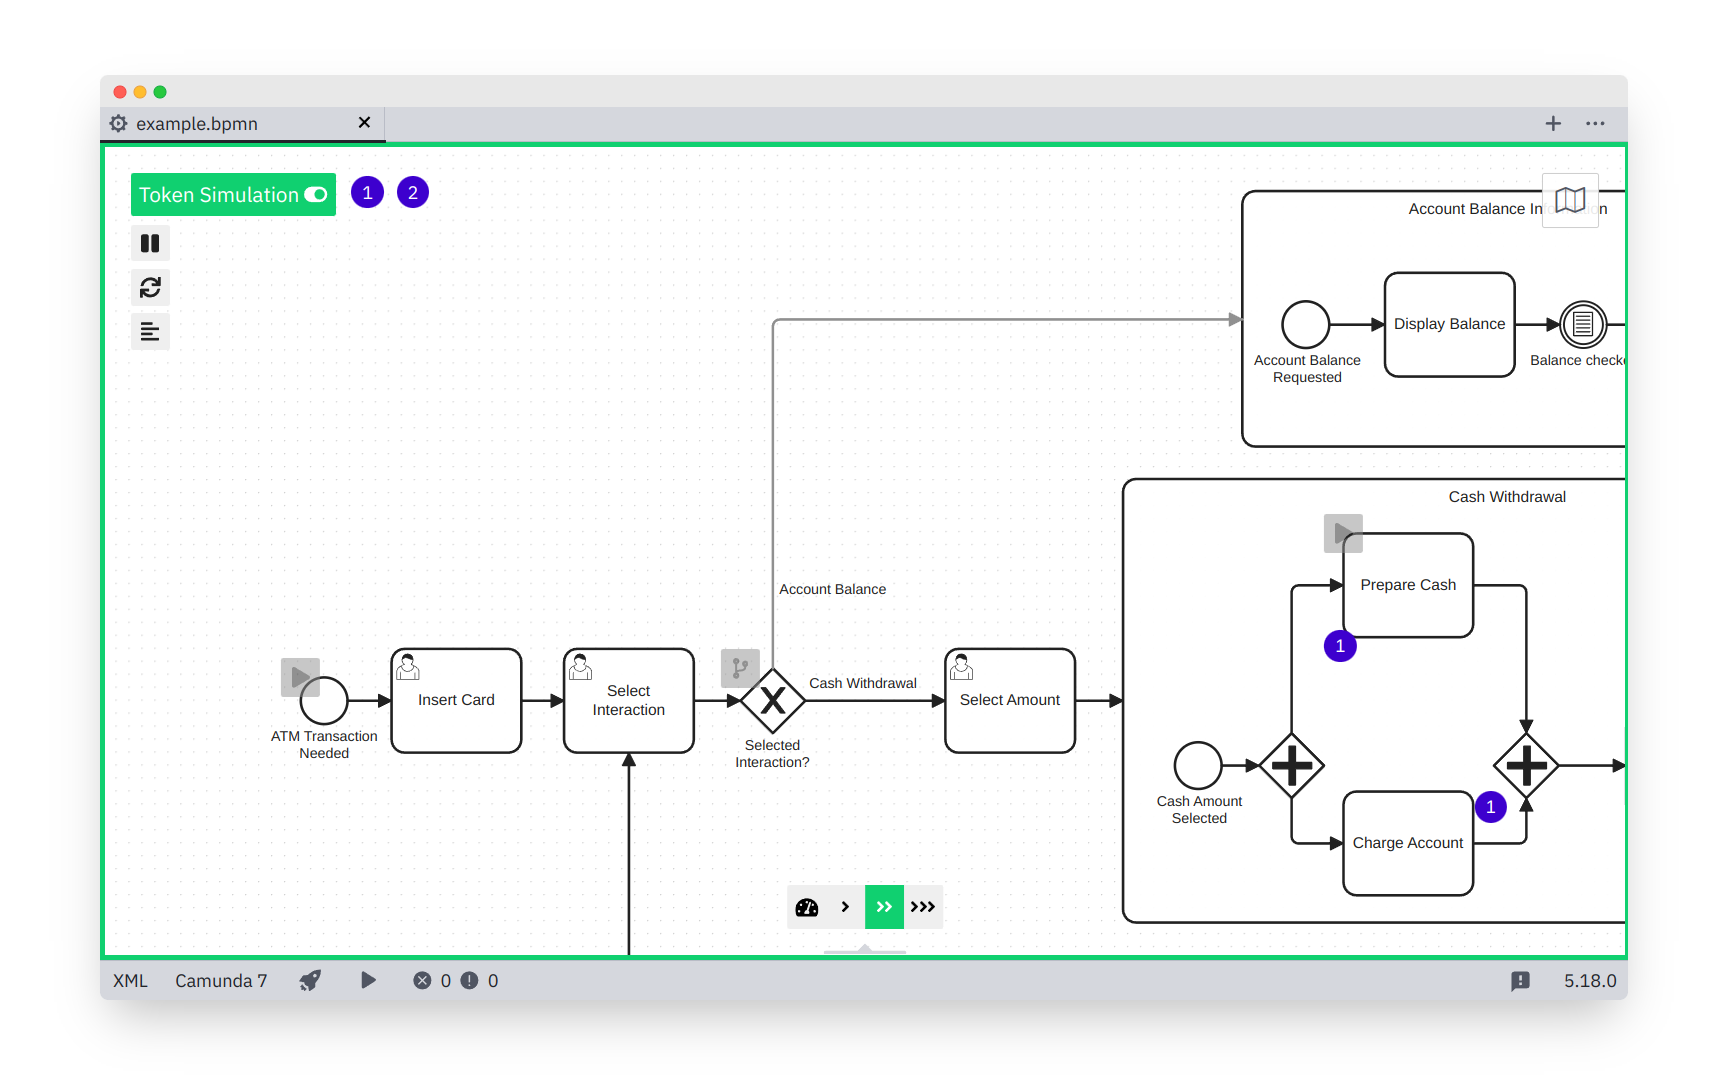 example.bpmn
Token Simulation
1
2
Account Balance In
n
Display Balance
Account Balance
Requested
Balance check
Cash Withdrawal
Prepare Cash
1
Account Balance
Insert Card
Select
Interaction
Cash Withdrawal
Select Amount
ATM Transaction
Needed
Selected
Interaction?
Cash Amount
Selected
1
Charge Account
XML
Camunda 7
0
0
5.18.0